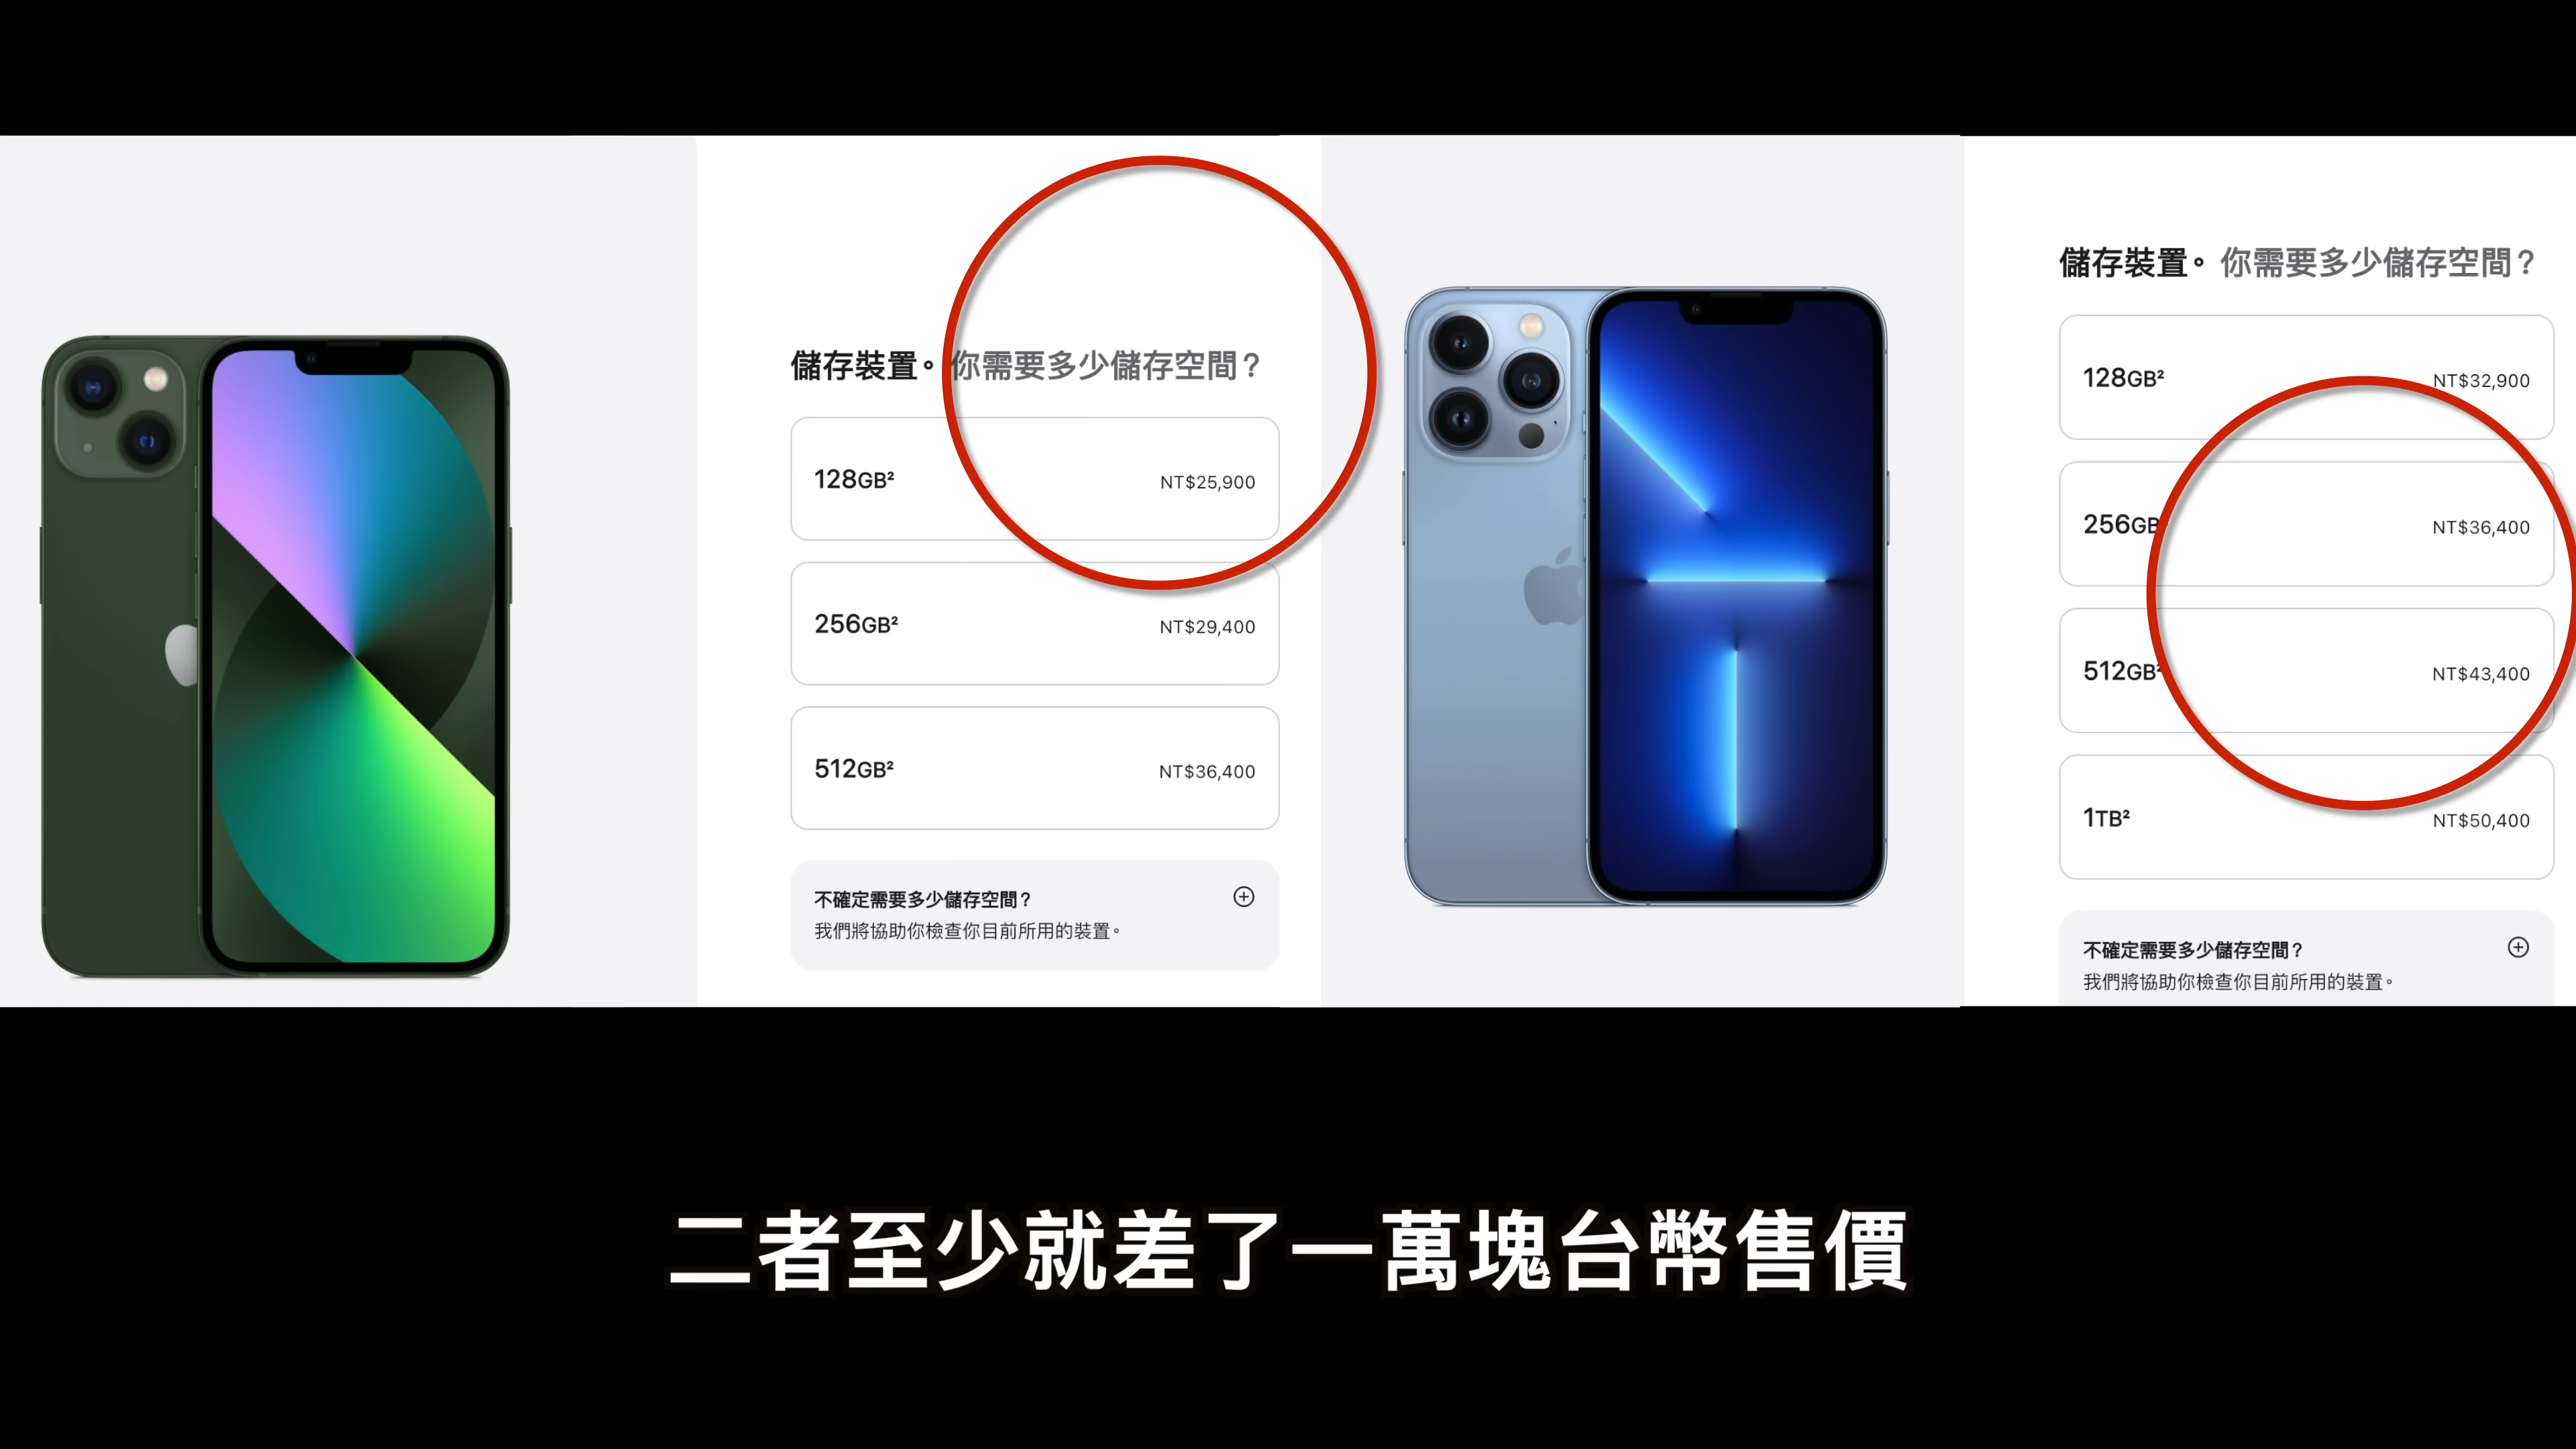 儲存裝置。你需要多少儲存空間？
128GB²
NT$25,900
256GB²
NT$29,400
512GB²
NT$36,400
不確定需要多少儲存空間？
我們將協助你檢查你目前所用的裝置。
儲存裝置。你需要多少儲存空間？
128GB²
NT$32,900
256GB
NT$36,400
512GB²
NT$43,400
1TB²
NT$50,400
不確定需要多少儲存空間？
我們將協助你檢查你目前所用的裝置。
二者至少就差了一萬塊台幣售價